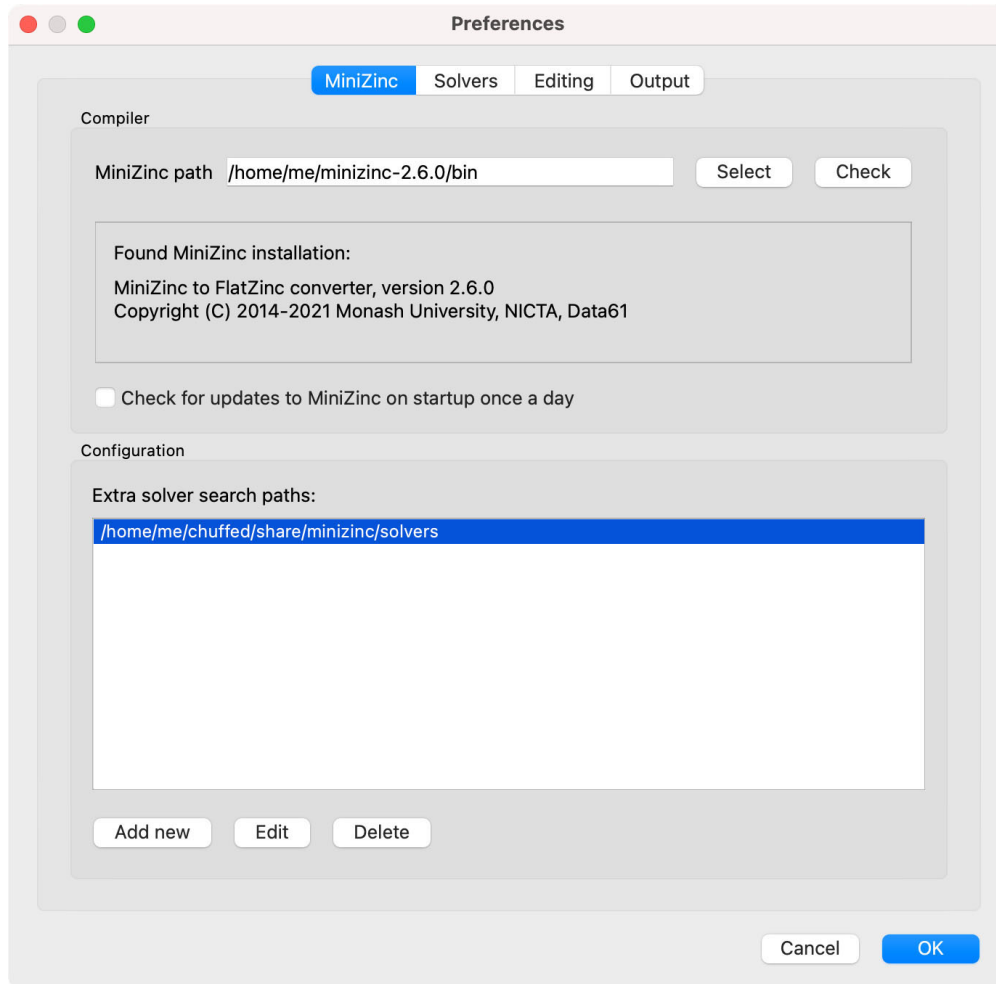 Preferences
MiniZinc Solvers Editing Output
Compiler
MiniZinc path /home/me/minizinc-2.6.0/bin Select Check
Found MiniZinc installation:
MiniZinc to FlatZinc converter, version 2.6.0
Copyright (C) 2014-2021 Monash University, NICTA, Data61
Check for updates to MiniZinc on startup once a day
Configuration
Extra solver search paths:
/home/me/chuffed/share/minizinc/solvers
Add new Edit Delete
Cancel OK